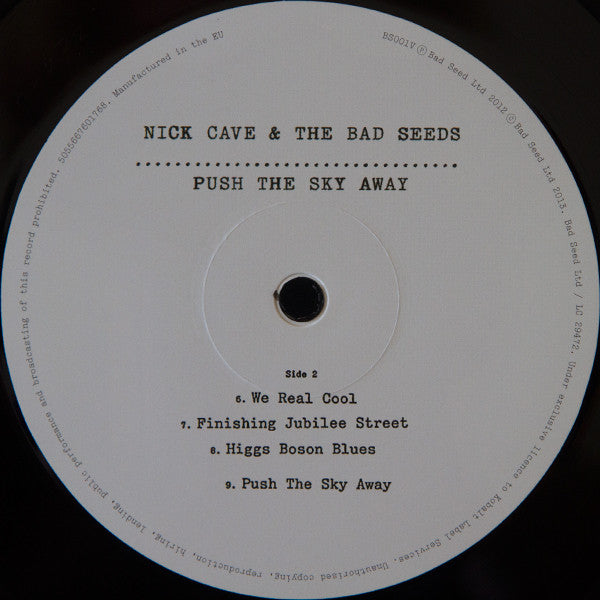 NICK CAVE & THE BAD SEEDS
PUSH THE SKY AWAY
Side 2
6. We Real Cool
7. Finishing Jubilee Street
8. Higgs Boson Blues
9. Push The Sky Away
BS001V ℗ Bad Seed Ltd 2012 © Bad Seed Ltd 2013. Bad Seed Ltd / LC 29472. Under exclusive licence to Kobalt Label Services. Unauthorised copying, reproduction, hiring, lending, public performance and broadcasting of this record prohibited. 5055667601768. Manufactured in the EU